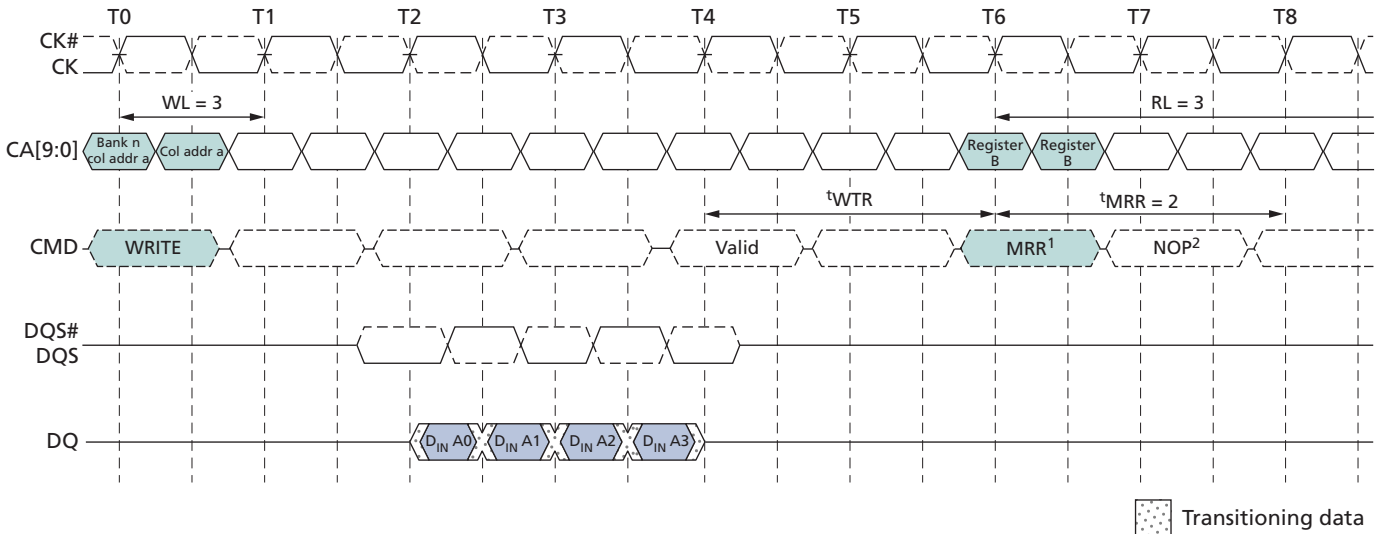 T0 T1 T2 T3 T4 T5 T6 T7 T8
CK#
CK
WL = 3
RL = 3
CA[9:0]
Bank n
col addr a
Col addr a
Register
B
Register
B
tWTR
tMRR = 2
CMD
WRITE
Valid
MRR1
NOP2
DQS#
DQS
DQ
DIN A0
DIN A1
DIN A2
DIN A3
Transitioning data